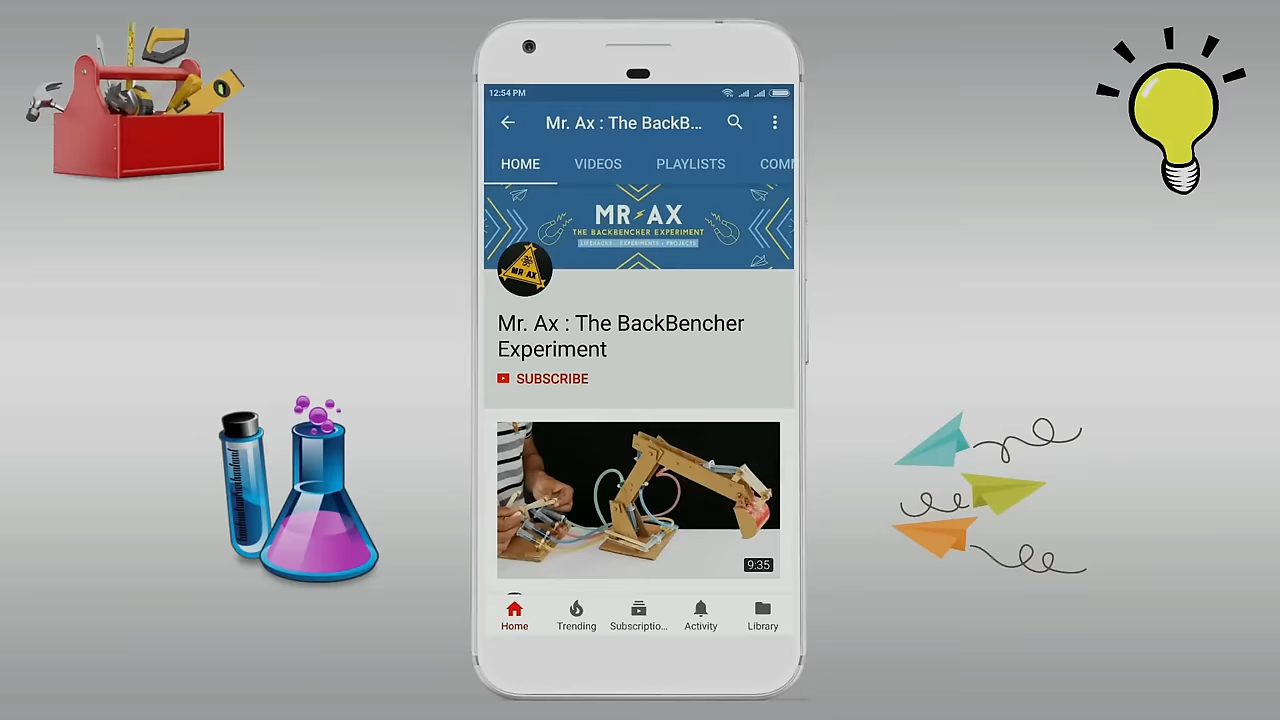 12:54 PM
Mr. Ax : The BackB...
HOME VIDEOS PLAYLISTS COMM
MR AX
THE BACKBENCHER EXPERIMENT
LIFEHACKS - EXPERIMENTS - PROJECTS
MR AX
Mr. Ax : The BackBencher
Experiment
SUBSCRIBE
9:35
Home Trending Subscriptio... Activity Library